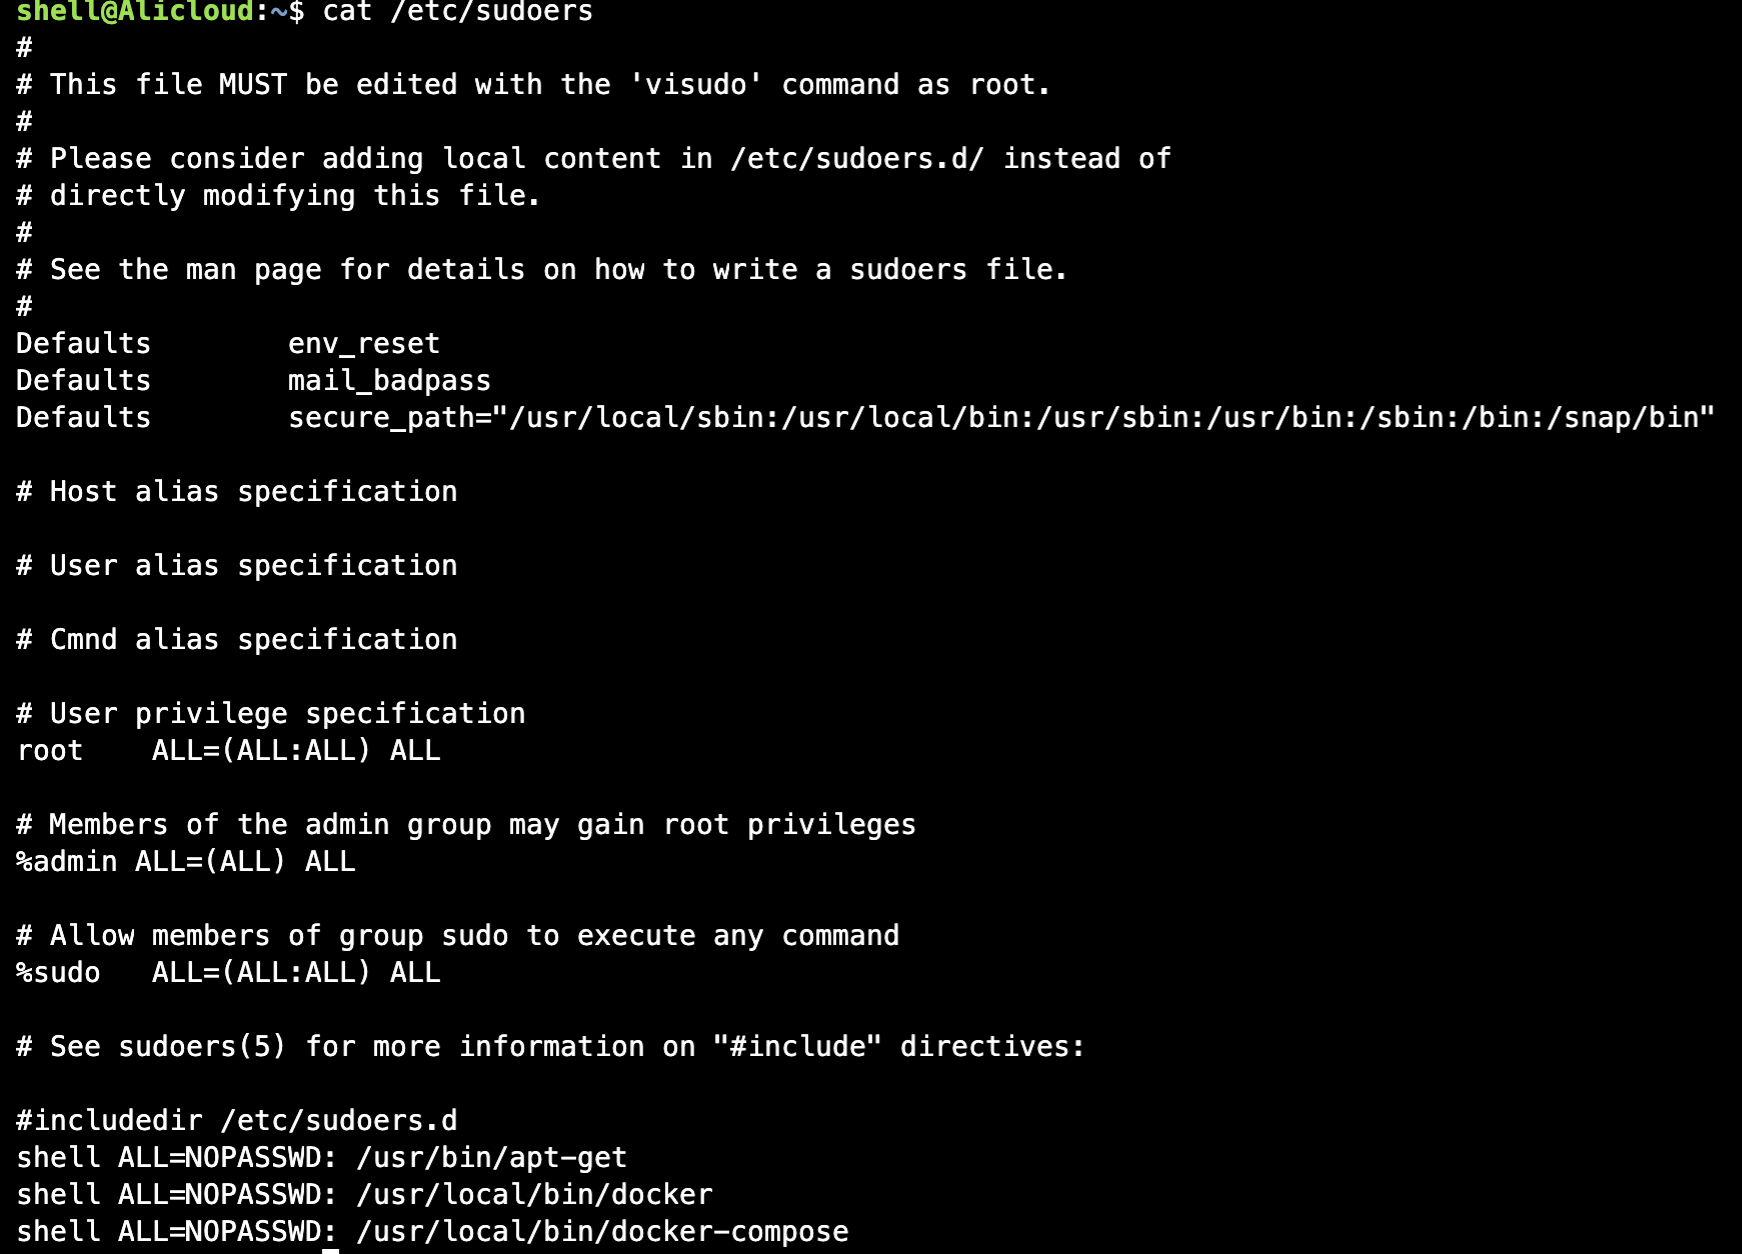 shell@Alicloud:~$ cat /etc/sudoers
#
# This file MUST be edited with the 'visudo' command as root.
#
# Please consider adding local content in /etc/sudoers.d/ instead of
# directly modifying this file.
#
# See the man page for details on how to write a sudoers file.
#
Defaults        env_reset
Defaults        mail_badpass
Defaults        secure_path="/usr/local/sbin:/usr/local/bin:/usr/sbin:/usr/bin:/sbin:/bin:/snap/bin"

# Host alias specification

# User alias specification

# Cmnd alias specification

# User privilege specification
root    ALL=(ALL:ALL) ALL

# Members of the admin group may gain root privileges
%admin ALL=(ALL) ALL

# Allow members of group sudo to execute any command
%sudo   ALL=(ALL:ALL) ALL

# See sudoers(5) for more information on "#include" directives:

#includedir /etc/sudoers.d
shell ALL=NOPASSWD: /usr/bin/apt-get
shell ALL=NOPASSWD: /usr/local/bin/docker
shell ALL=NOPASSWD: /usr/local/bin/docker-compose